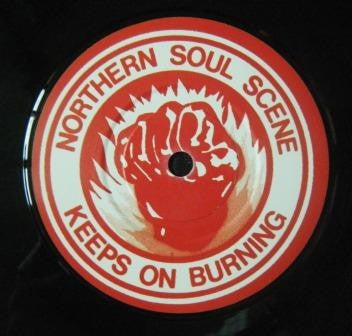 NORTHERN SOUL SCENE
KEEPS ON BURNING